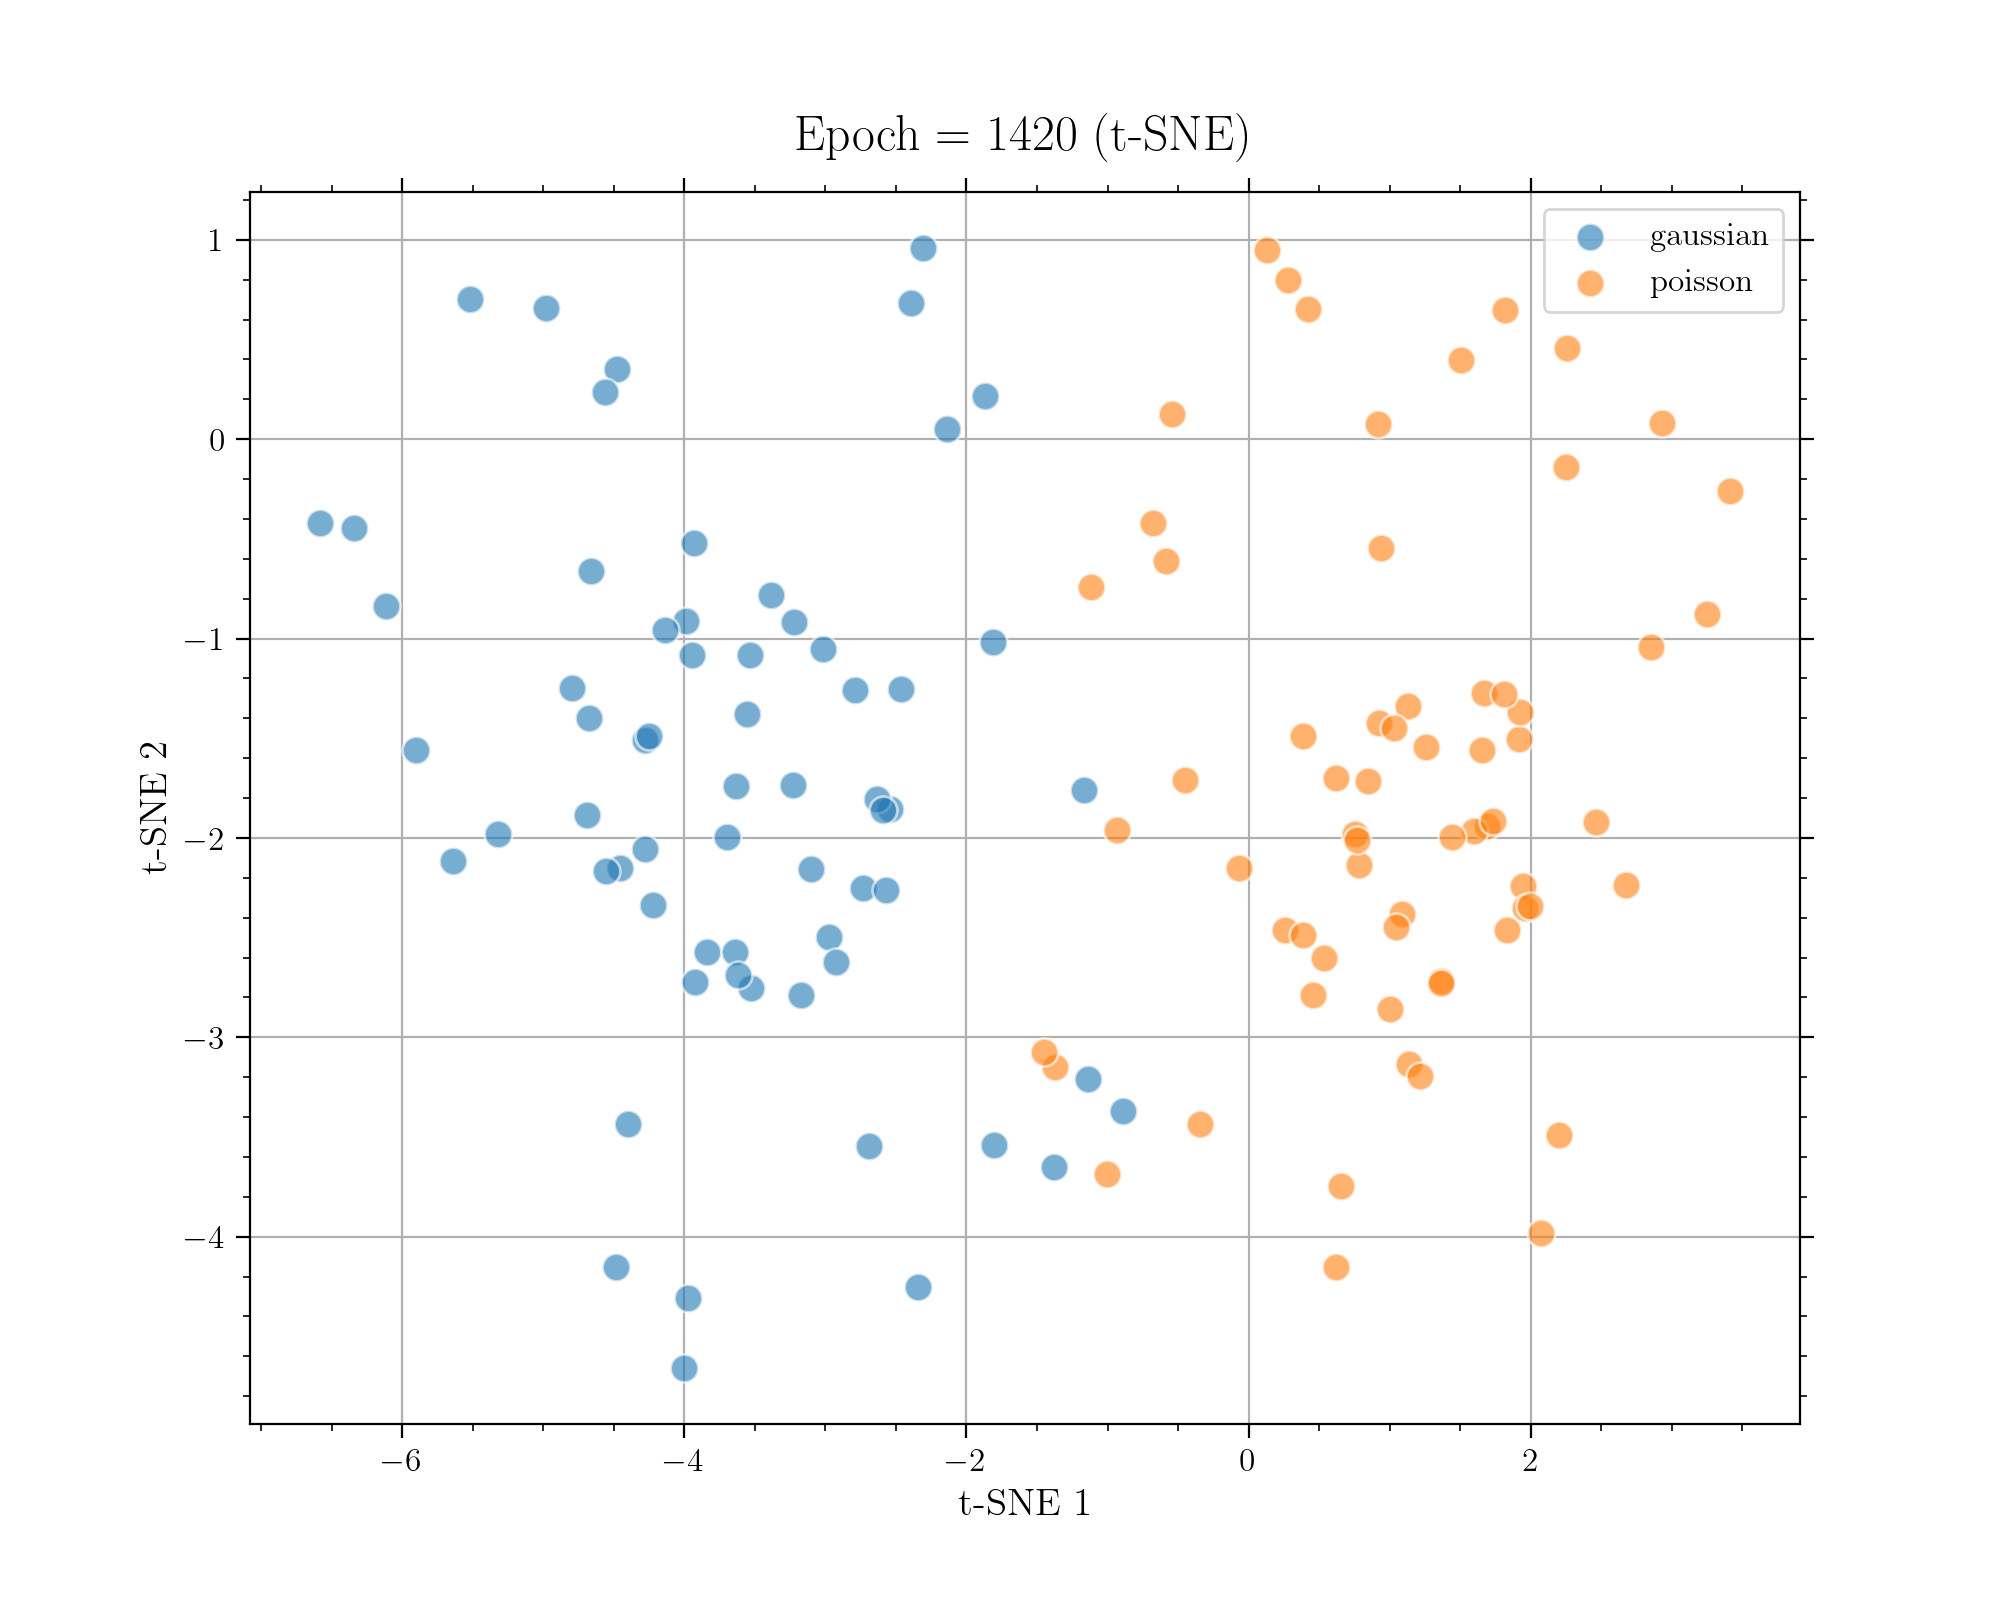 Epoch = 1420 (t-SNE)
gaussian
poisson
1
0
−1
−2
−3
−4
t-SNE 2
−6
−4
−2
0
2
t-SNE 1